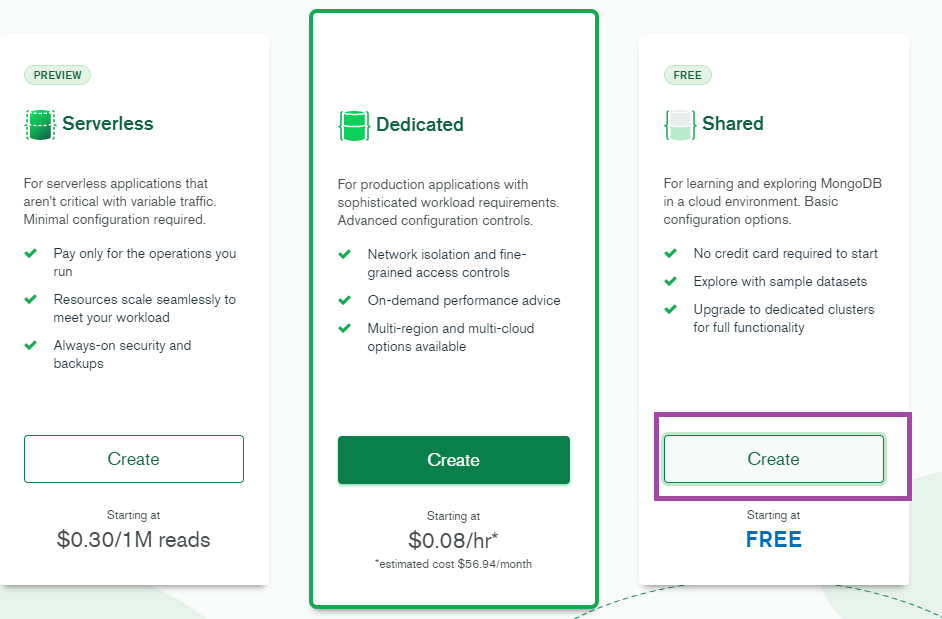 PREVIEW
Serverless
For serverless applications that
aren't critical with variable traffic.
Minimal configuration required.
Pay only for the operations you
run
Resources scale seamlessly to
meet your workload
Always-on security and
backups
Create
Starting at
$0.30/1M reads
Dedicated
For production applications with
sophisticated workload requirements.
Advanced configuration controls.
Network isolation and fine-
grained access controls
On-demand performance advice
Multi-region and multi-cloud
options available
Create
Starting at
$0.08/hr*
*estimated cost $56.94/month
FREE
Shared
For learning and exploring MongoDB
in a cloud environment. Basic
configuration options.
No credit card required to start
Explore with sample datasets
Upgrade to dedicated clusters
for full functionality
Create
Starting at
FREE